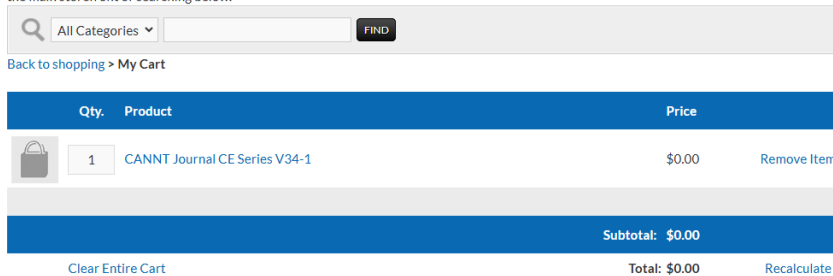 All Categories
FIND
Back to shopping > My Cart
Qty. Product Price
1 CANNT Journal CE Series V34-1 $0.00 Remove Item
Subtotal: $0.00
Clear Entire Cart Total: $0.00 Recalculate